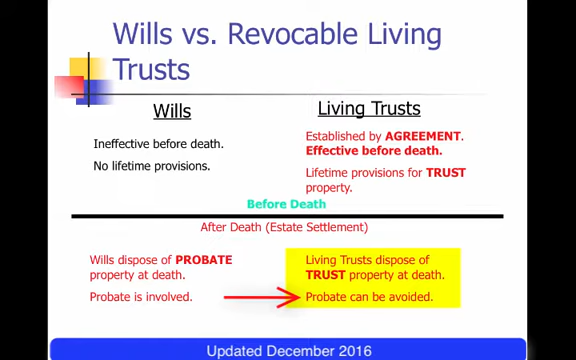 Wills vs. Revocable Living
Trusts
Wills
Living Trusts
Ineffective before death.
No lifetime provisions.
Established by AGREEMENT.
Effective before death.
Lifetime provisions for TRUST
property.
Before Death
After Death (Estate Settlement)
Wills dispose of PROBATE
property at death.
Probate is involved.
Living Trusts dispose of
TRUST property at death.
Probate can be avoided.
Updated December 2016